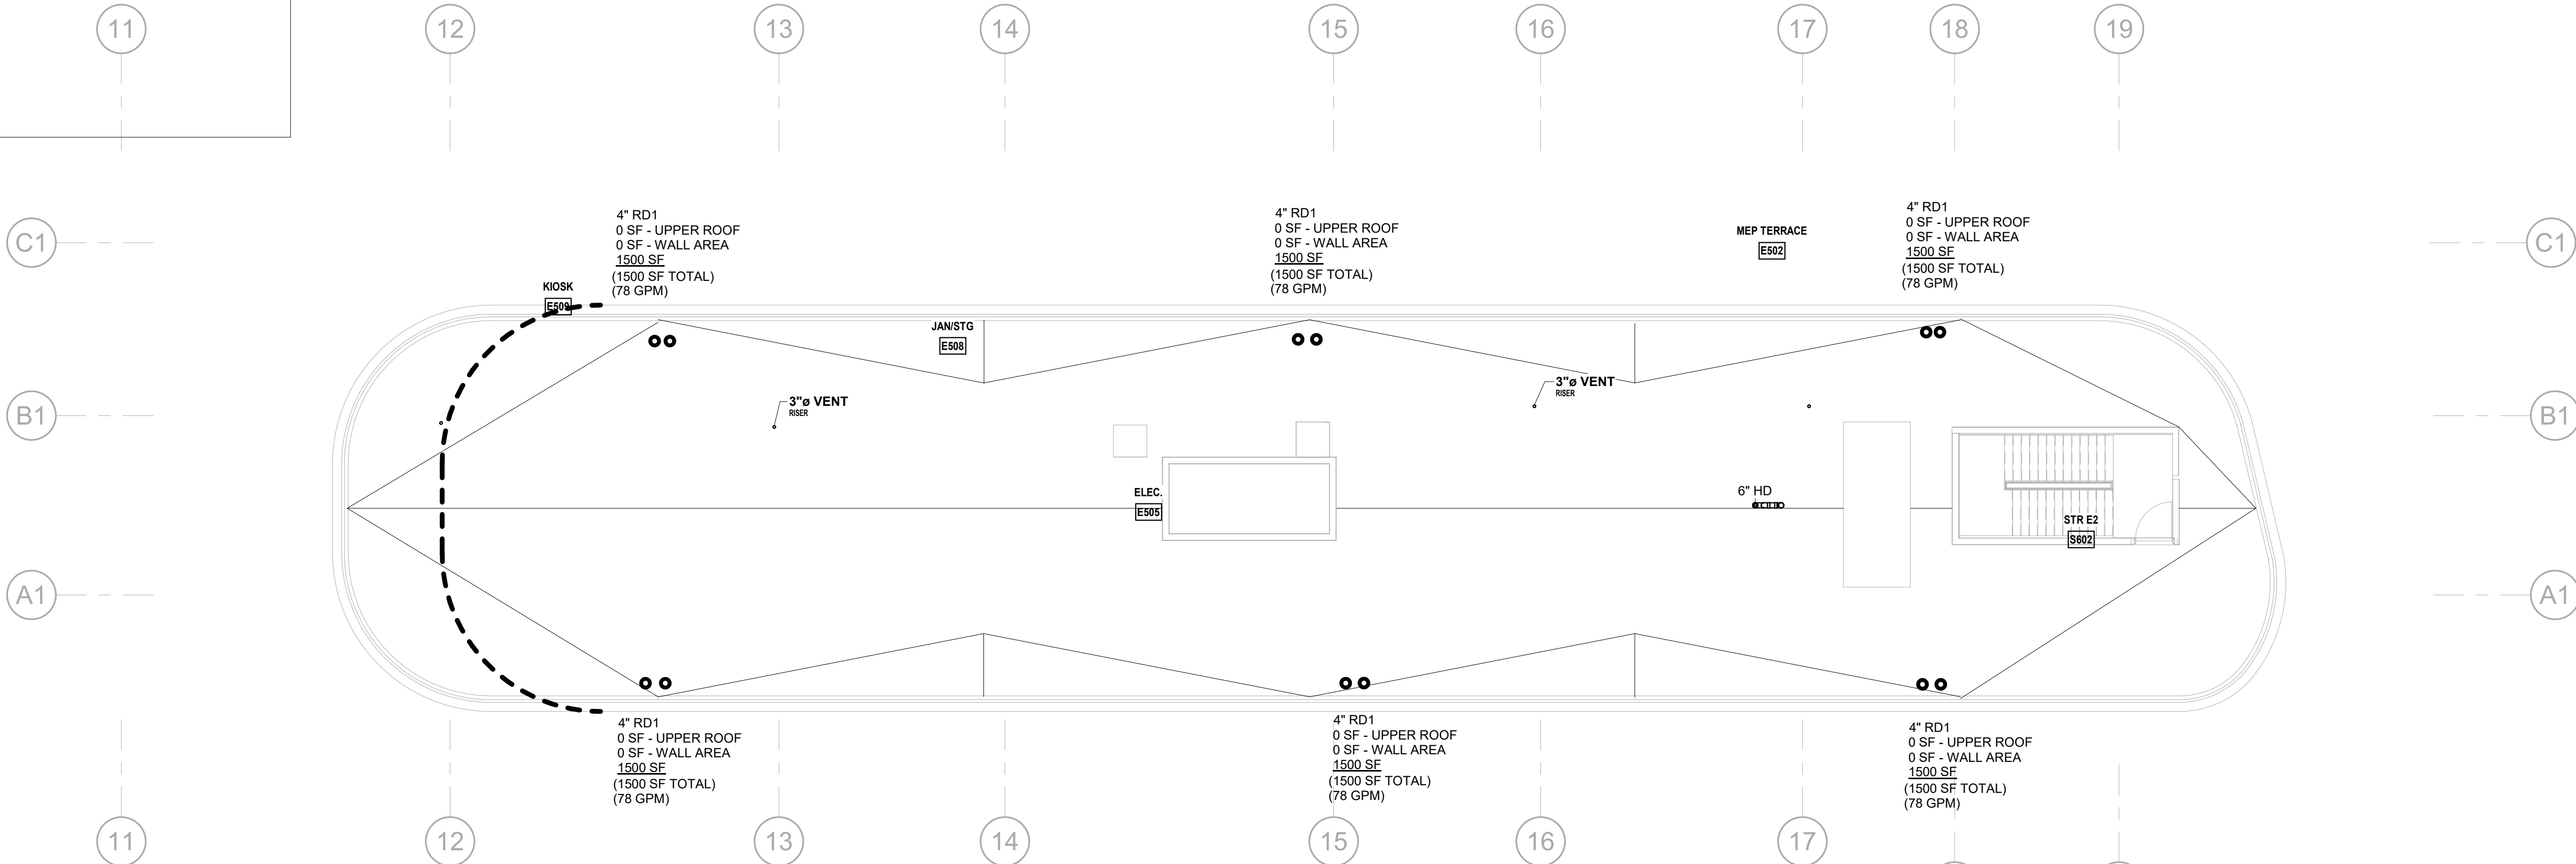 11
12
13
14
15
16
17
18
19
4" RD1
0 SF - UPPER ROOF
0 SF - WALL AREA
1500 SF
(1500 SF TOTAL)
(78 GPM)
4" RD1
0 SF - UPPER ROOF
0 SF - WALL AREA
1500 SF
(1500 SF TOTAL)
(78 GPM)
MEP TERRACE
E502
4" RD1
0 SF - UPPER ROOF
0 SF - WALL AREA
1500 SF
(1500 SF TOTAL)
(78 GPM)
C1
C1
KIOSK
E509
JAN/STG
E508
3"ø VENT
RISER
3"ø VENT
RISER
B1
B1
ELEC.
E505
6" HD
STR E2
S602
A1
A1
4" RD1
0 SF - UPPER ROOF
0 SF - WALL AREA
1500 SF
(1500 SF TOTAL)
(78 GPM)
4" RD1
0 SF - UPPER ROOF
0 SF - WALL AREA
1500 SF
(1500 SF TOTAL)
(78 GPM)
4" RD1
0 SF - UPPER ROOF
0 SF - WALL AREA
1500 SF
(1500 SF TOTAL)
(78 GPM)
11
12
13
14
15
16
17